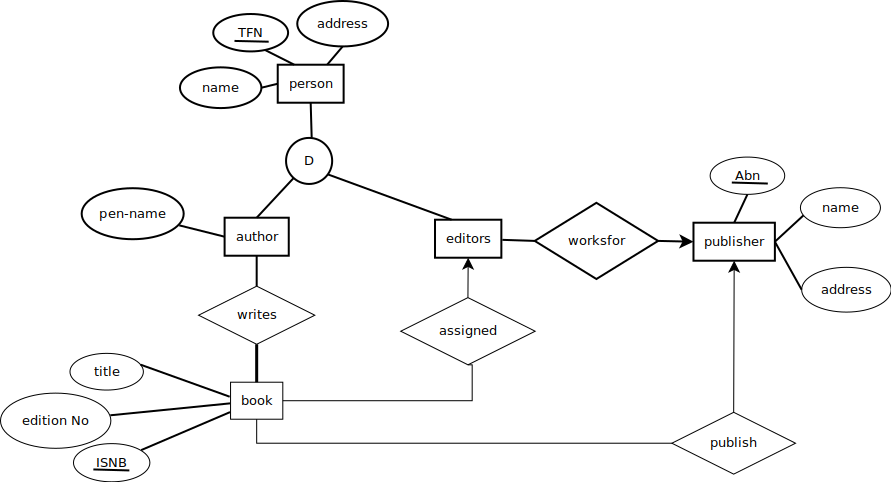 TFN
address
name
person
D
Abn
pen-name
name
author
editors
worksfor
publisher
address
writes
assigned
title
book
edition No
publish
ISNB